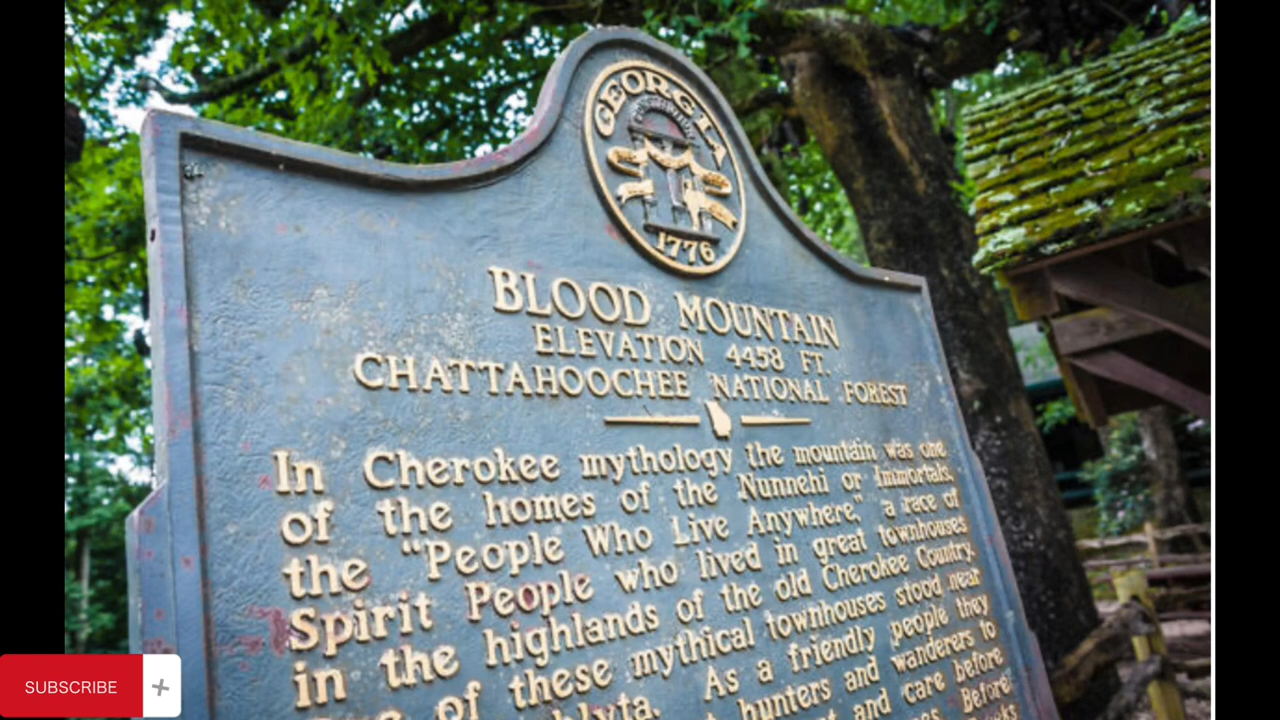 GEORGIA
CONSTITUTION
1776
BLOOD MOUNTAIN
ELEVATION 4458 FT.
CHATTAHOOCHEE NATIONAL FOREST
In Cherokee mythology the mountain was one
of the homes of the Nunnehi or Immortals,
the “People Who Live Anywhere,” a race of
Spirit People who lived in great townhouses
in the highlands of the old Cherokee Country.
of these mythical townhouses stood near
As a friendly people they
hunters and wanderers to
and care before
Before
SUBSCRIBE